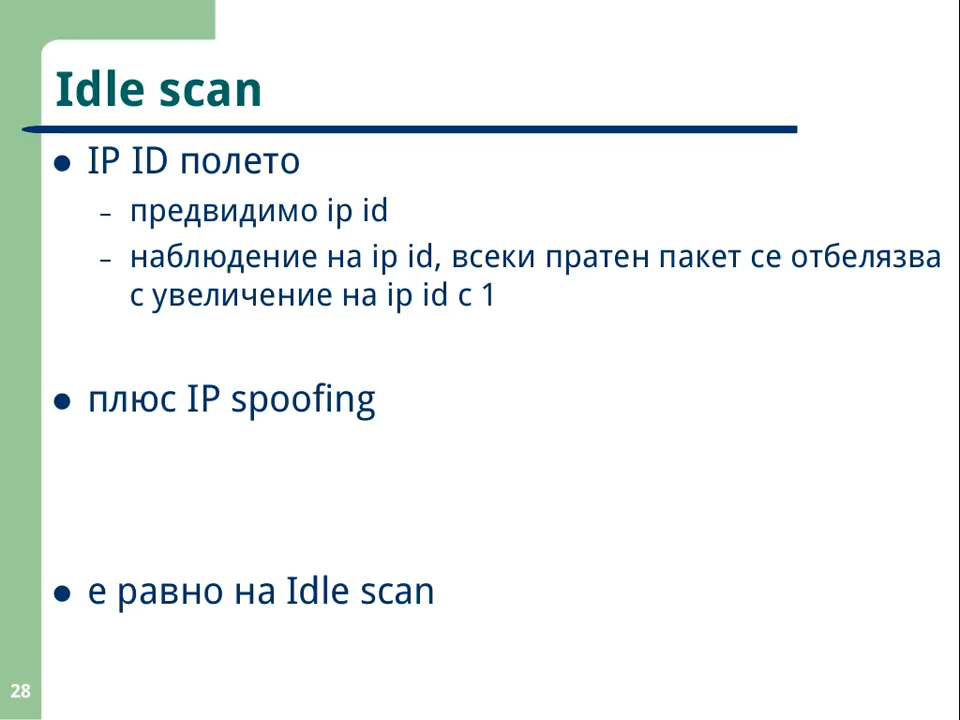 Idle scan
● IP ID полето
– предвидимо ip id
– наблюдение на ip id, всеки пратен пакет се отбелязва
с увеличение на ip id с 1
● плюс IP spoofing
● е равно на Idle scan
28